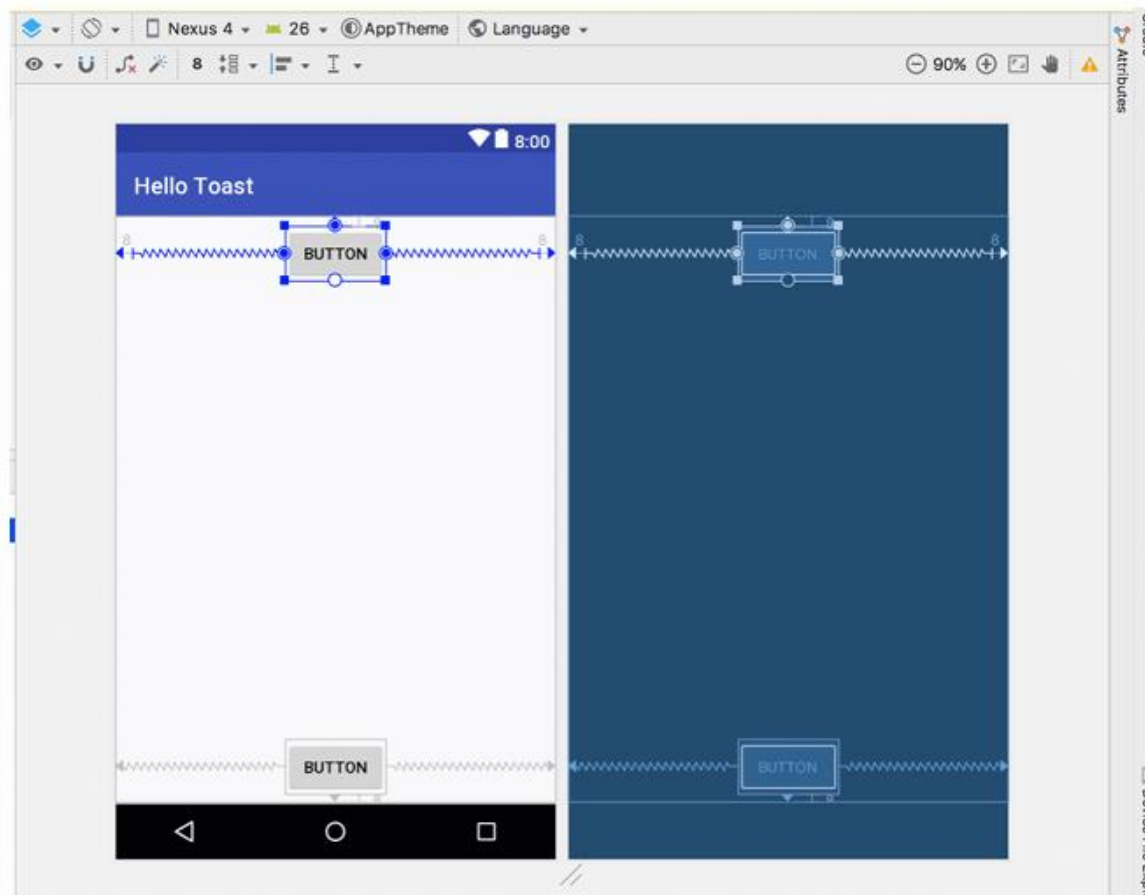 Nexus 4 26 AppTheme Language
8 90%
Attributes
8:00
Hello Toast
8 BUTTON 8
8 BUTTON 8
BUTTON
BUTTON